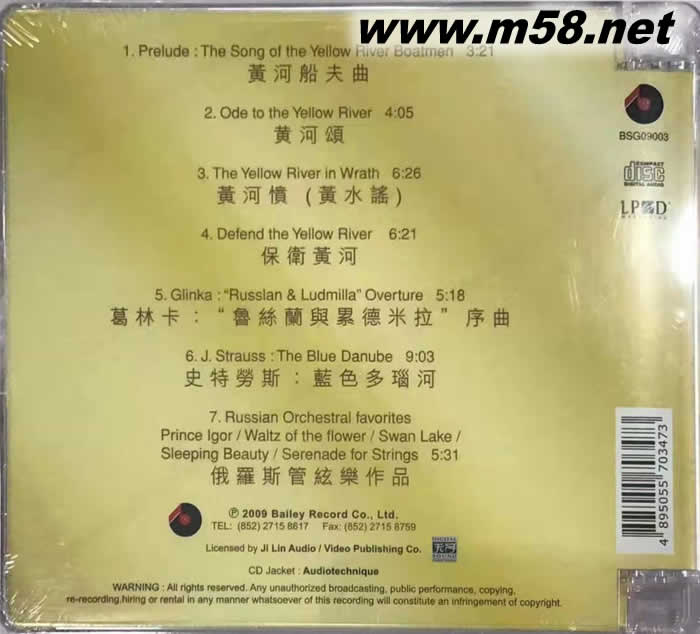 www.m58.net
1. Prelude : The Song of the Yellow River Boatmen 3:21
黃河船夫曲
2. Ode to the Yellow River 4:05
黃河頌
3. The Yellow River in Wrath 6:26
黃河憤 (黃水謠)
4. Defend the Yellow River 6:21
保衛黃河
5. Glinka : “Russlan & Ludmilla” Overture 5:18
葛林卡：“魯絲蘭與累德米拉” 序曲
6. J. Strauss : The Blue Danube 9:03
史特勞斯：藍色多瑙河
7. Russian Orchestral favorites
Prince Igor / Waltz of the flower / Swan Lake /
Sleeping Beauty / Serenade for Strings 5:31
俄羅斯管絃樂作品
BSG09003
COMPACT
disc
DIGITAL AUDIO
4 895055 703473
℗ 2009 Bailey Record Co., Ltd.
TEL: (852) 2715 8617 Fax: (852) 2715 8759
Licensed by Ji Lin Audio / Video Publishing Co.
DIGITAL
SOUND
CD Jacket : Audiotechnique
WARNING : All rights reserved. Any unauthorized broadcasting, public performance, copying,
re-recording.hiring or rental in any manner whatsoever of this recording will constitute an infringement of copyright.